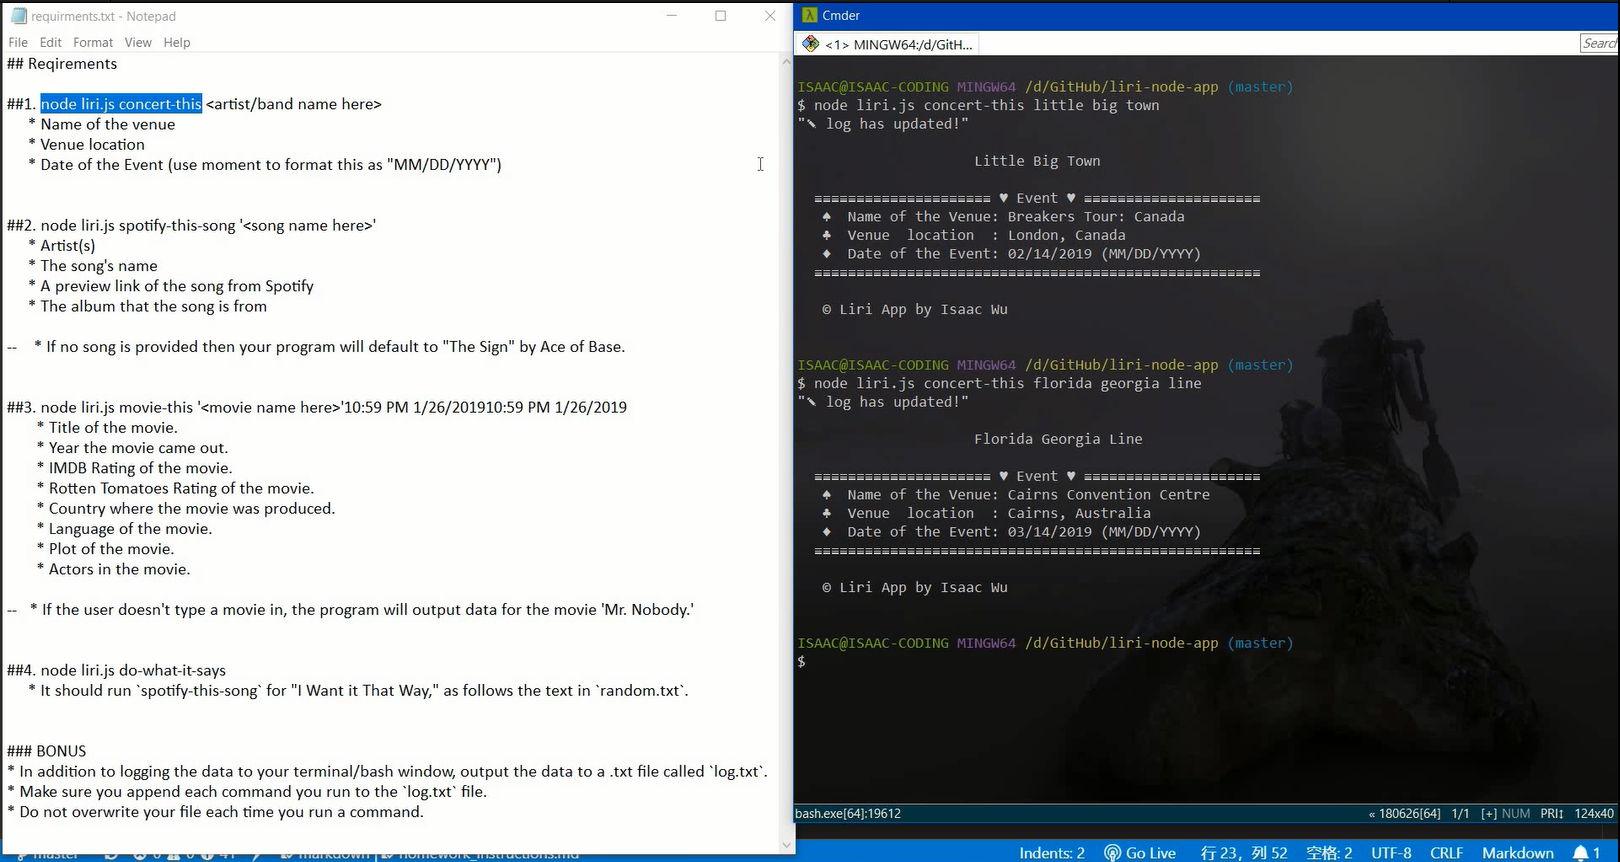 requirments.txt - Notepad
File Edit Format View Help
## Reqirements
##1. node liri.js concert-this <artist/band name here>
* Name of the venue
* Venue location
* Date of the Event (use moment to format this as "MM/DD/YYYY")
##2. node liri.js spotify-this-song '<song name here>'
* Artist(s)
* The song's name
* A preview link of the song from Spotify
* The album that the song is from
-- * If no song is provided then your program will default to "The Sign" by Ace of Base.
##3. node liri.js movie-this '<movie name here>'10:59 PM 1/26/201910:59 PM 1/26/2019
* Title of the movie.
* Year the movie came out.
* IMDB Rating of the movie.
* Rotten Tomatoes Rating of the movie.
* Country where the movie was produced.
* Language of the movie.
* Plot of the movie.
* Actors in the movie.
-- * If the user doesn't type a movie in, the program will output data for the movie 'Mr. Nobody.'
##4. node liri.js do-what-it-says
* It should run `spotify-this-song` for "I Want it That Way," as follows the text in `random.txt`.
### BONUS
* In addition to logging the data to your terminal/bash window, output the data to a .txt file called `log.txt`.
* Make sure you append each command you run to the `log.txt` file.
* Do not overwrite your file each time you run a command.
λ Cmder
<1> MINGW64:/d/GitH...
Search
ISAAC@ISAAC-CODING MINGW64 /d/GitHub/liri-node-app (master)
$ node liri.js concert-this little big town
"✎ log has updated!"
Little Big Town
===================== ♥ Event ♥ =====================
♠ Name of the Venue: Breakers Tour: Canada
♣ Venue location : London, Canada
♦ Date of the Event: 02/14/2019 (MM/DD/YYYY)
=====================================================
© Liri App by Isaac Wu
ISAAC@ISAAC-CODING MINGW64 /d/GitHub/liri-node-app (master)
$ node liri.js concert-this florida georgia line
"✎ log has updated!"
Florida Georgia Line
===================== ♥ Event ♥ =====================
♠ Name of the Venue: Cairns Convention Centre
♣ Venue location : Cairns, Australia
♦ Date of the Event: 03/14/2019 (MM/DD/YYYY)
=====================================================
© Liri App by Isaac Wu
ISAAC@ISAAC-CODING MINGW64 /d/GitHub/liri-node-app (master)
$
bash.exe[64]:19612 « 180626[64] 1/1 [+] NUM PRI↕ 124x40
master markdown homework_instructions.md Indents: 2 Go Live 行 23，列 52 空格: 2 UTF-8 CRLF Markdown 1